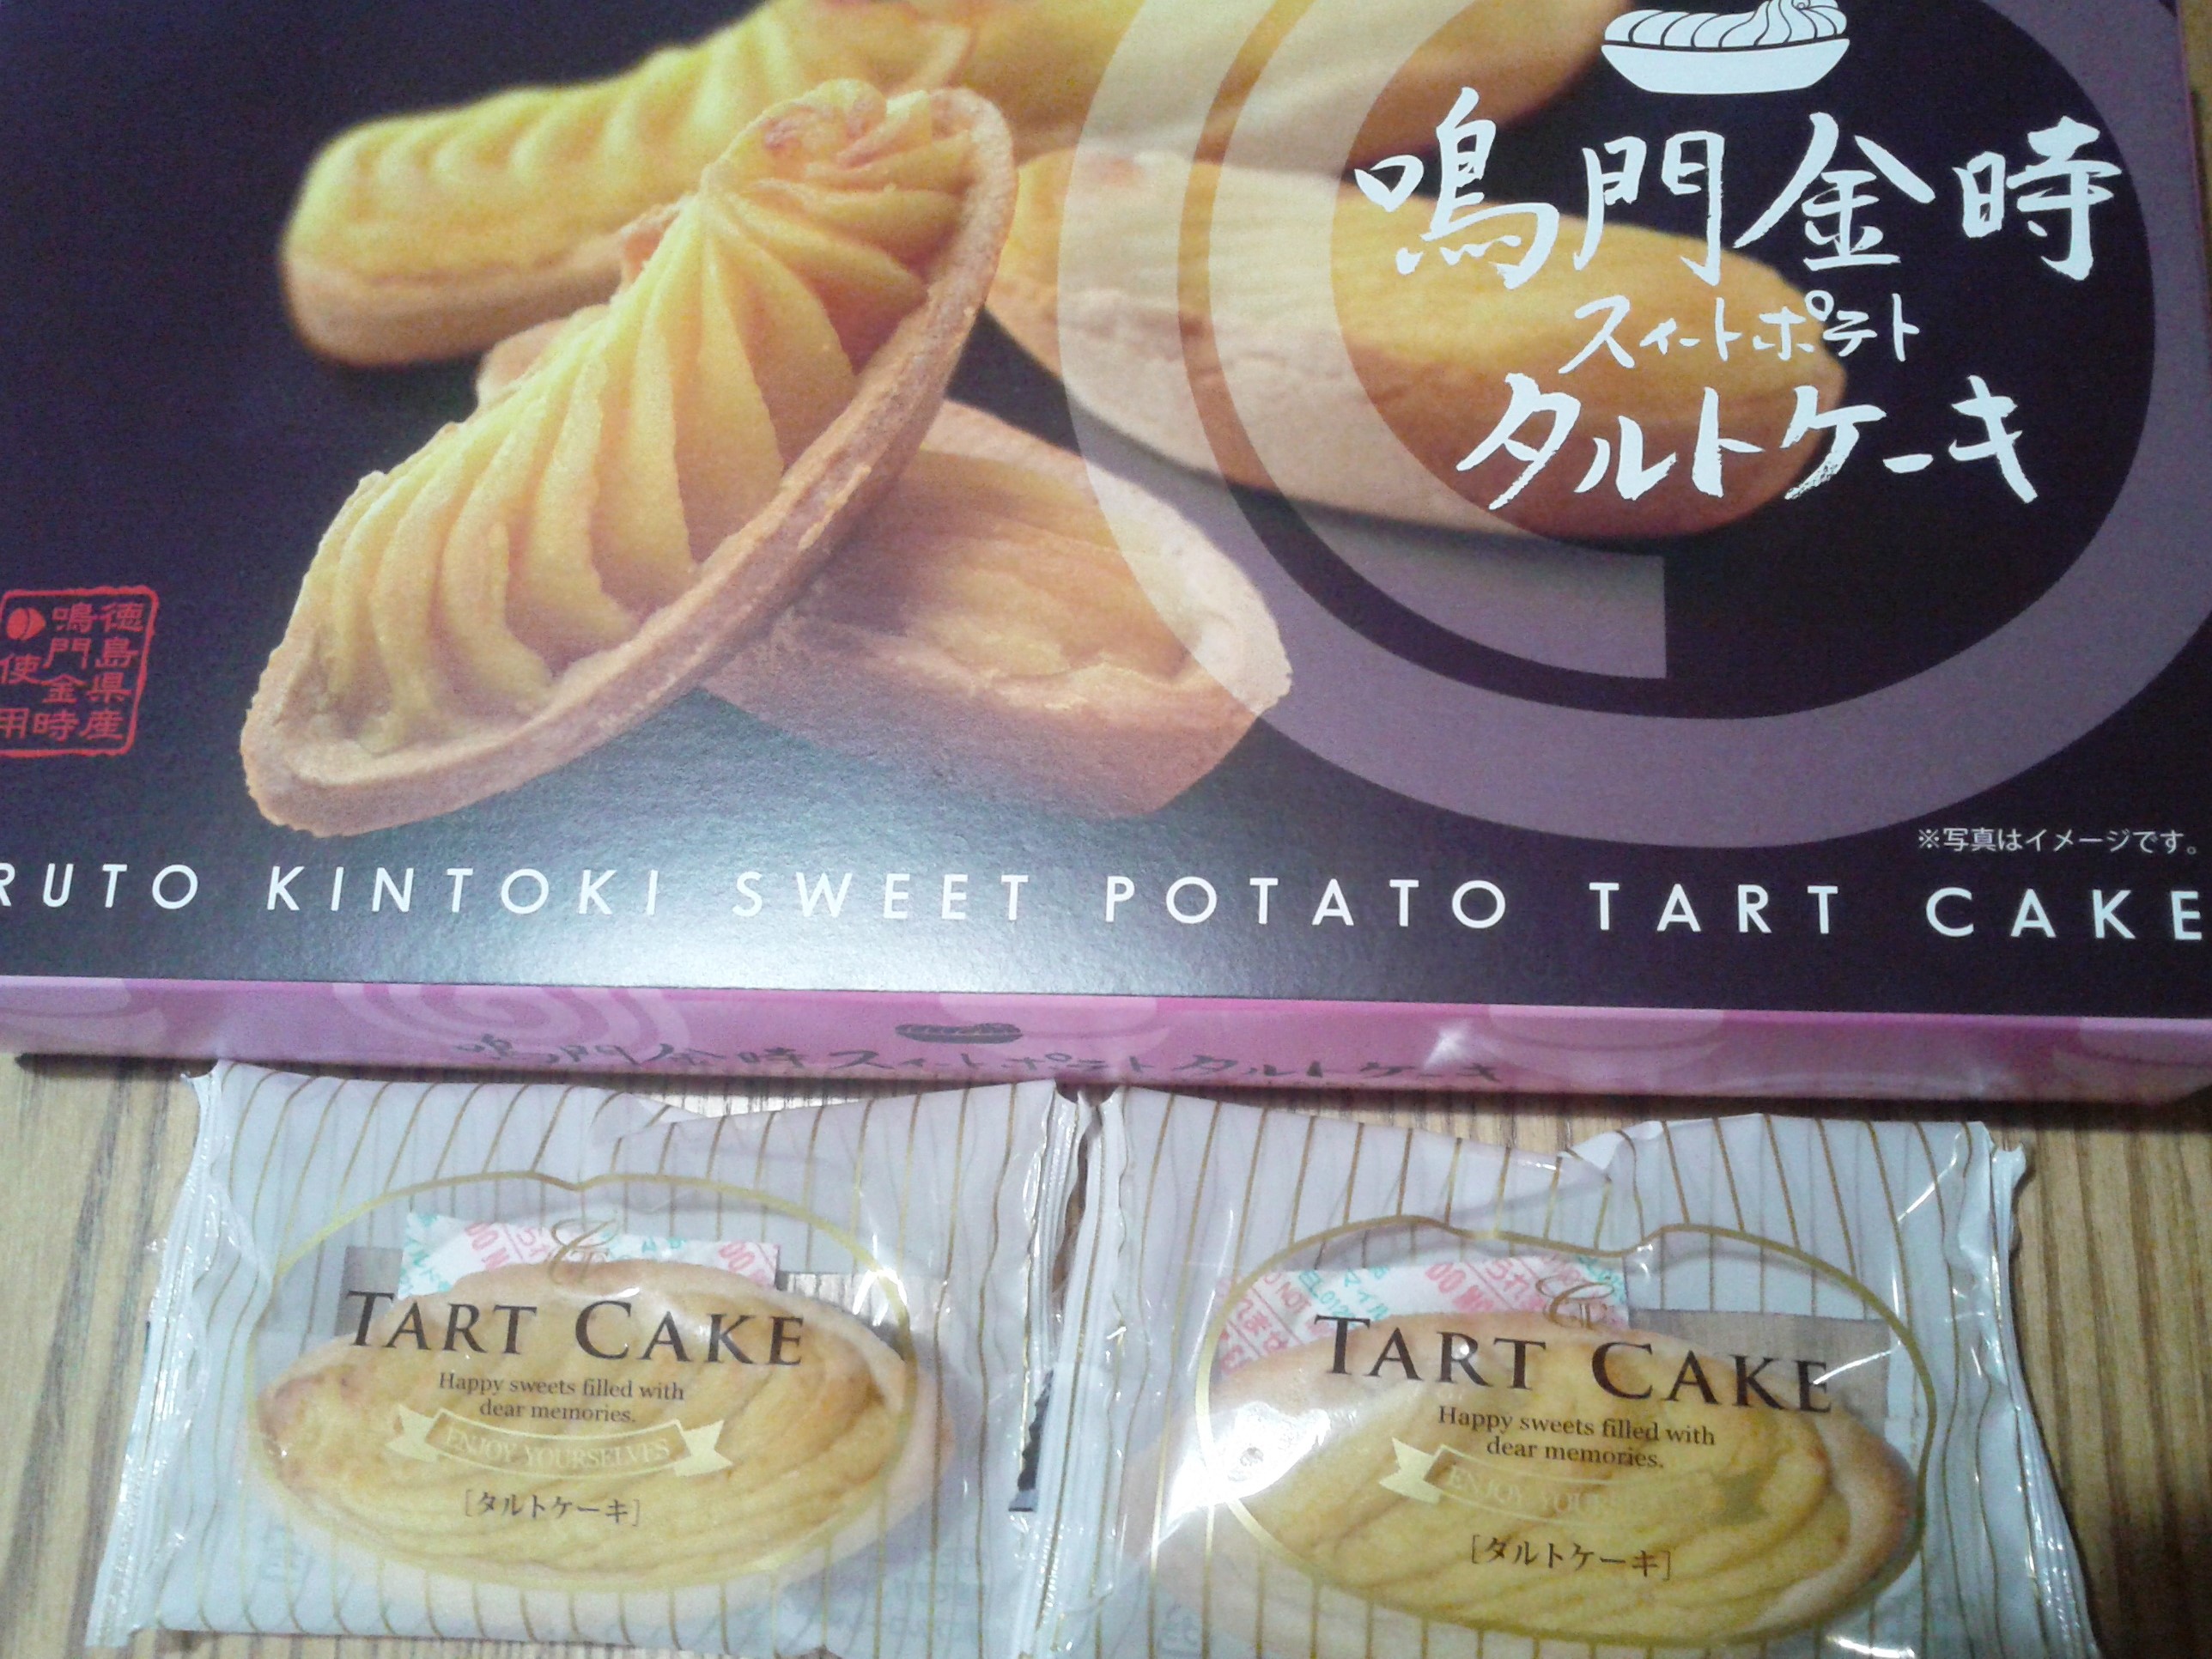 鳴門金時
スイートポテト
タルトケーキ
徳島県産
鳴門金時
使用
※写真はイメージです。
RUTO KINTOKI SWEET POTATO TART CAKE
鳴門金時スイートポテトタルトケーキ
TART CAKE
Happy sweets filled with
dear memories.
ENJOY YOURSELVES
[タルトケーキ]
TART CAKE
Happy sweets filled with
dear memories.
ENJOY
[タルトケーキ]